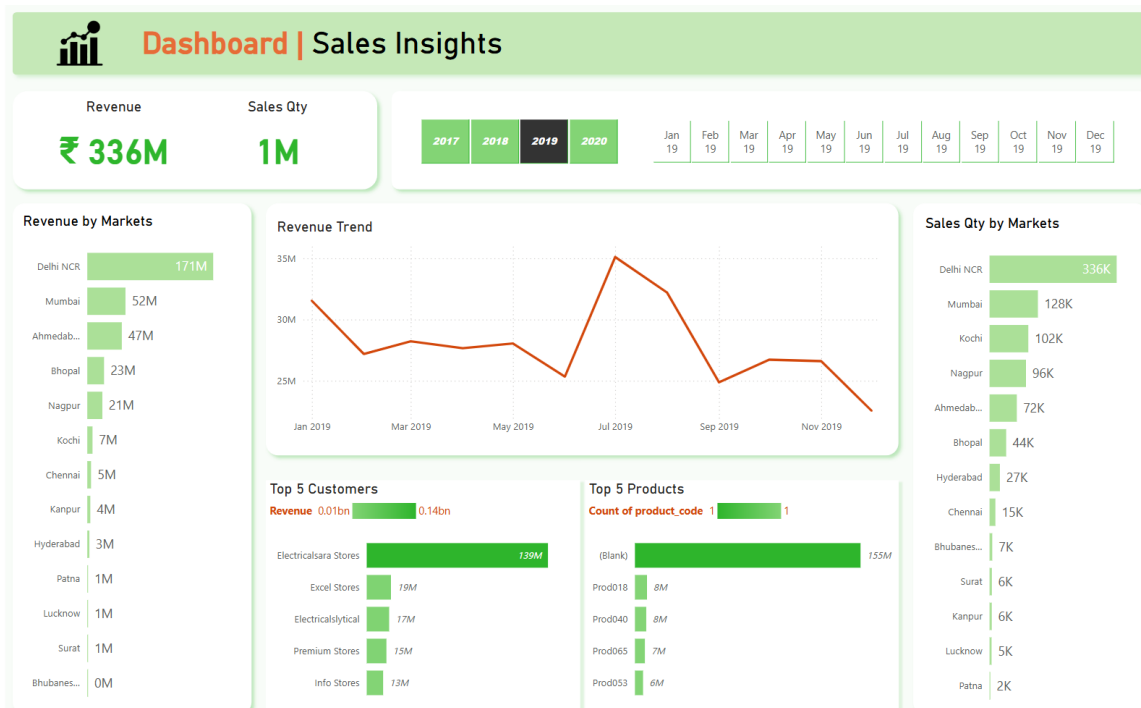 Dashboard | Sales Insights
Revenue
₹ 336M
Sales Qty
1M
2017 2018 2019 2020
Jan 19
Feb 19
Mar 19
Apr 19
May 19
Jun 19
Jul 19
Aug 19
Sep 19
Oct 19
Nov 19
Dec 19
Revenue by Markets
Delhi NCR 171M
Mumbai 52M
Ahmedab... 47M
Bhopal 23M
Nagpur 21M
Kochi 7M
Chennai 5M
Kanpur 4M
Hyderabad 3M
Patna 1M
Lucknow 1M
Surat 1M
Bhubanes... 0M
Revenue Trend
35M
30M
25M
Jan 2019 Mar 2019 May 2019 Jul 2019 Sep 2019 Nov 2019
Top 5 Customers
Revenue 0.01bn 0.14bn
Electricalsara Stores 139M
Excel Stores 19M
Electricalslytical 17M
Premium Stores 15M
Info Stores 13M
Top 5 Products
Count of product_code 1 1
(Blank) 155M
Prod018 8M
Prod040 8M
Prod065 7M
Prod053 6M
Sales Qty by Markets
Delhi NCR 336K
Mumbai 128K
Kochi 102K
Nagpur 96K
Ahmedab... 72K
Bhopal 44K
Hyderabad 27K
Chennai 15K
Bhubanes... 7K
Surat 6K
Kanpur 6K
Lucknow 5K
Patna 2K